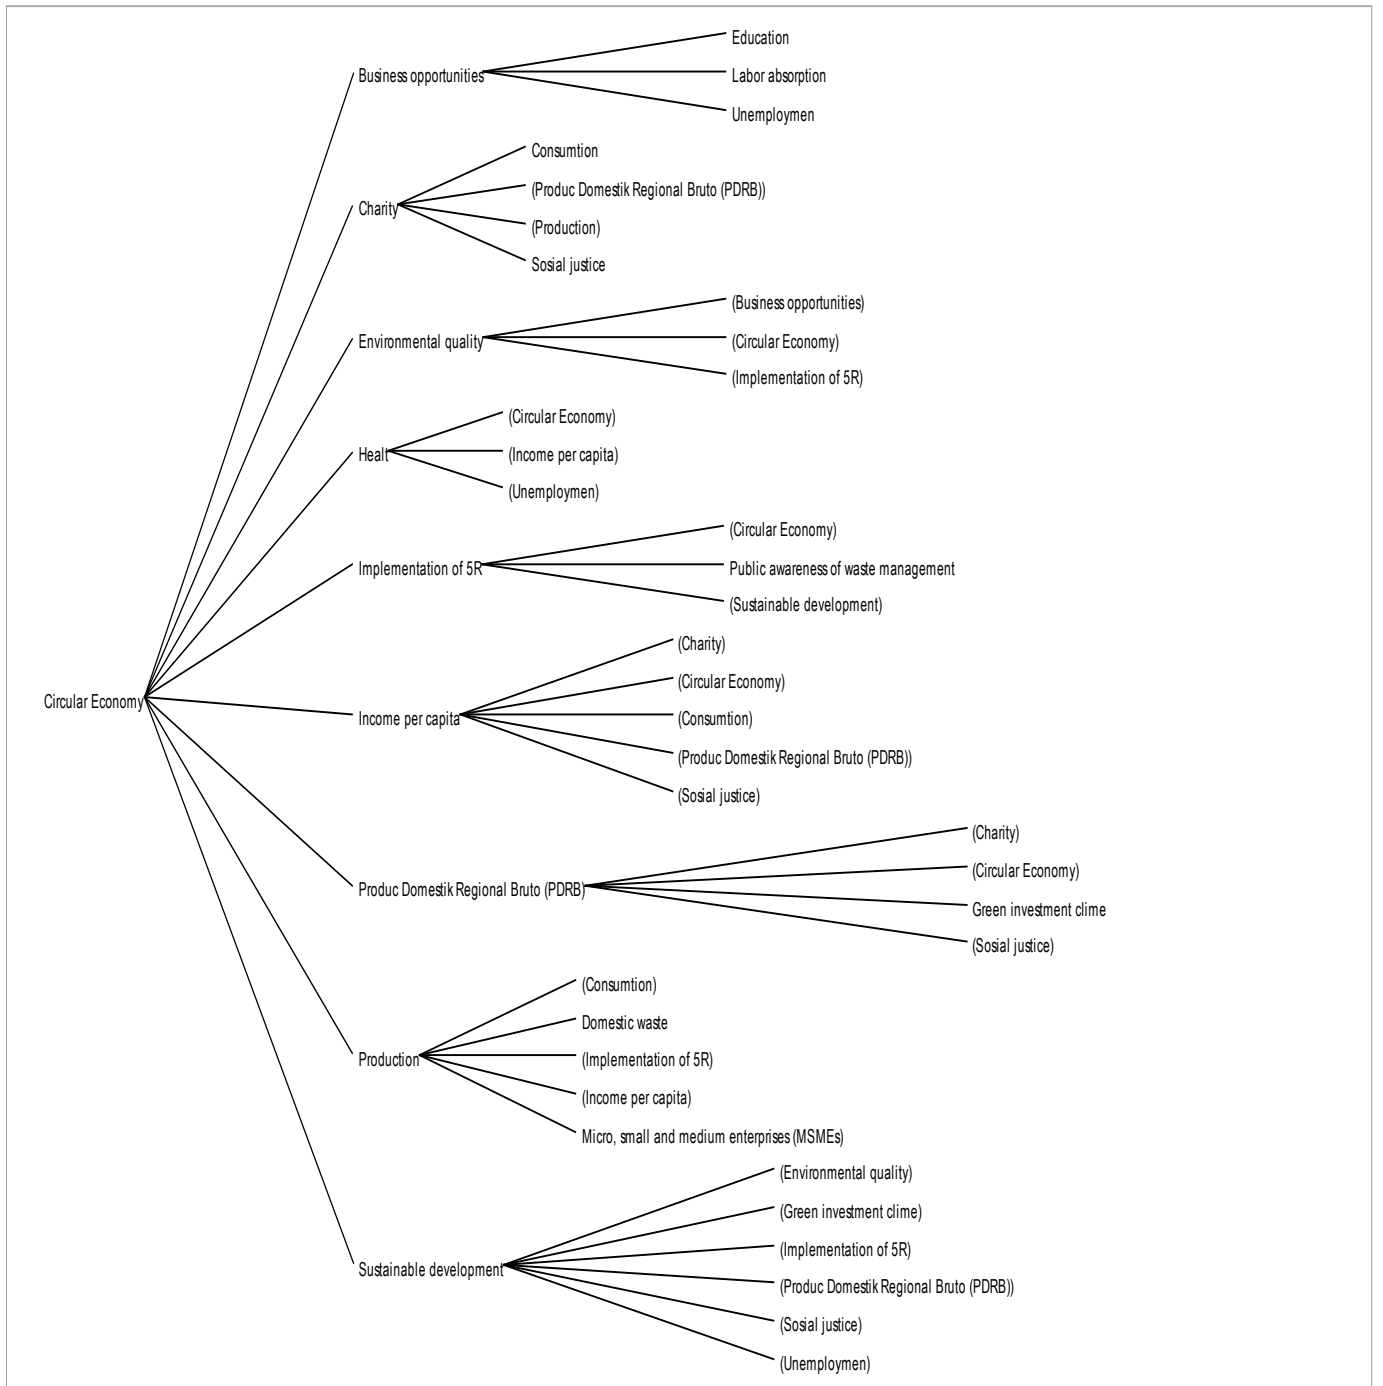 Education
Business opportunities
Labor absorption
Unemploymen
Consumtion
(Produc Domestik Regional Bruto (PDRB))
Charity
(Production)
Sosial justice
(Business opportunities)
Environmental quality
(Circular Economy)
(Implementation of 5R)
(Circular Economy)
Healt
(Income per capita)
(Unemploymen)
(Circular Economy)
Implementation of 5R
Public awareness of waste management
(Sustainable development)
(Charity)
(Circular Economy)
Circular Economy
Income per capita
(Consumtion)
(Produc Domestik Regional Bruto (PDRB))
(Sosial justice)
(Charity)
(Circular Economy)
Produc Domestik Regional Bruto (PDRB)
Green investment clime
(Sosial justice)
(Consumtion)
Domestic waste
Production
(Implementation of 5R)
(Income per capita)
Micro, small and medium enterprises (MSMEs)
(Environmental quality)
(Green investment clime)
(Implementation of 5R)
Sustainable development
(Produc Domestik Regional Bruto (PDRB))
(Sosial justice)
(Unemploymen)